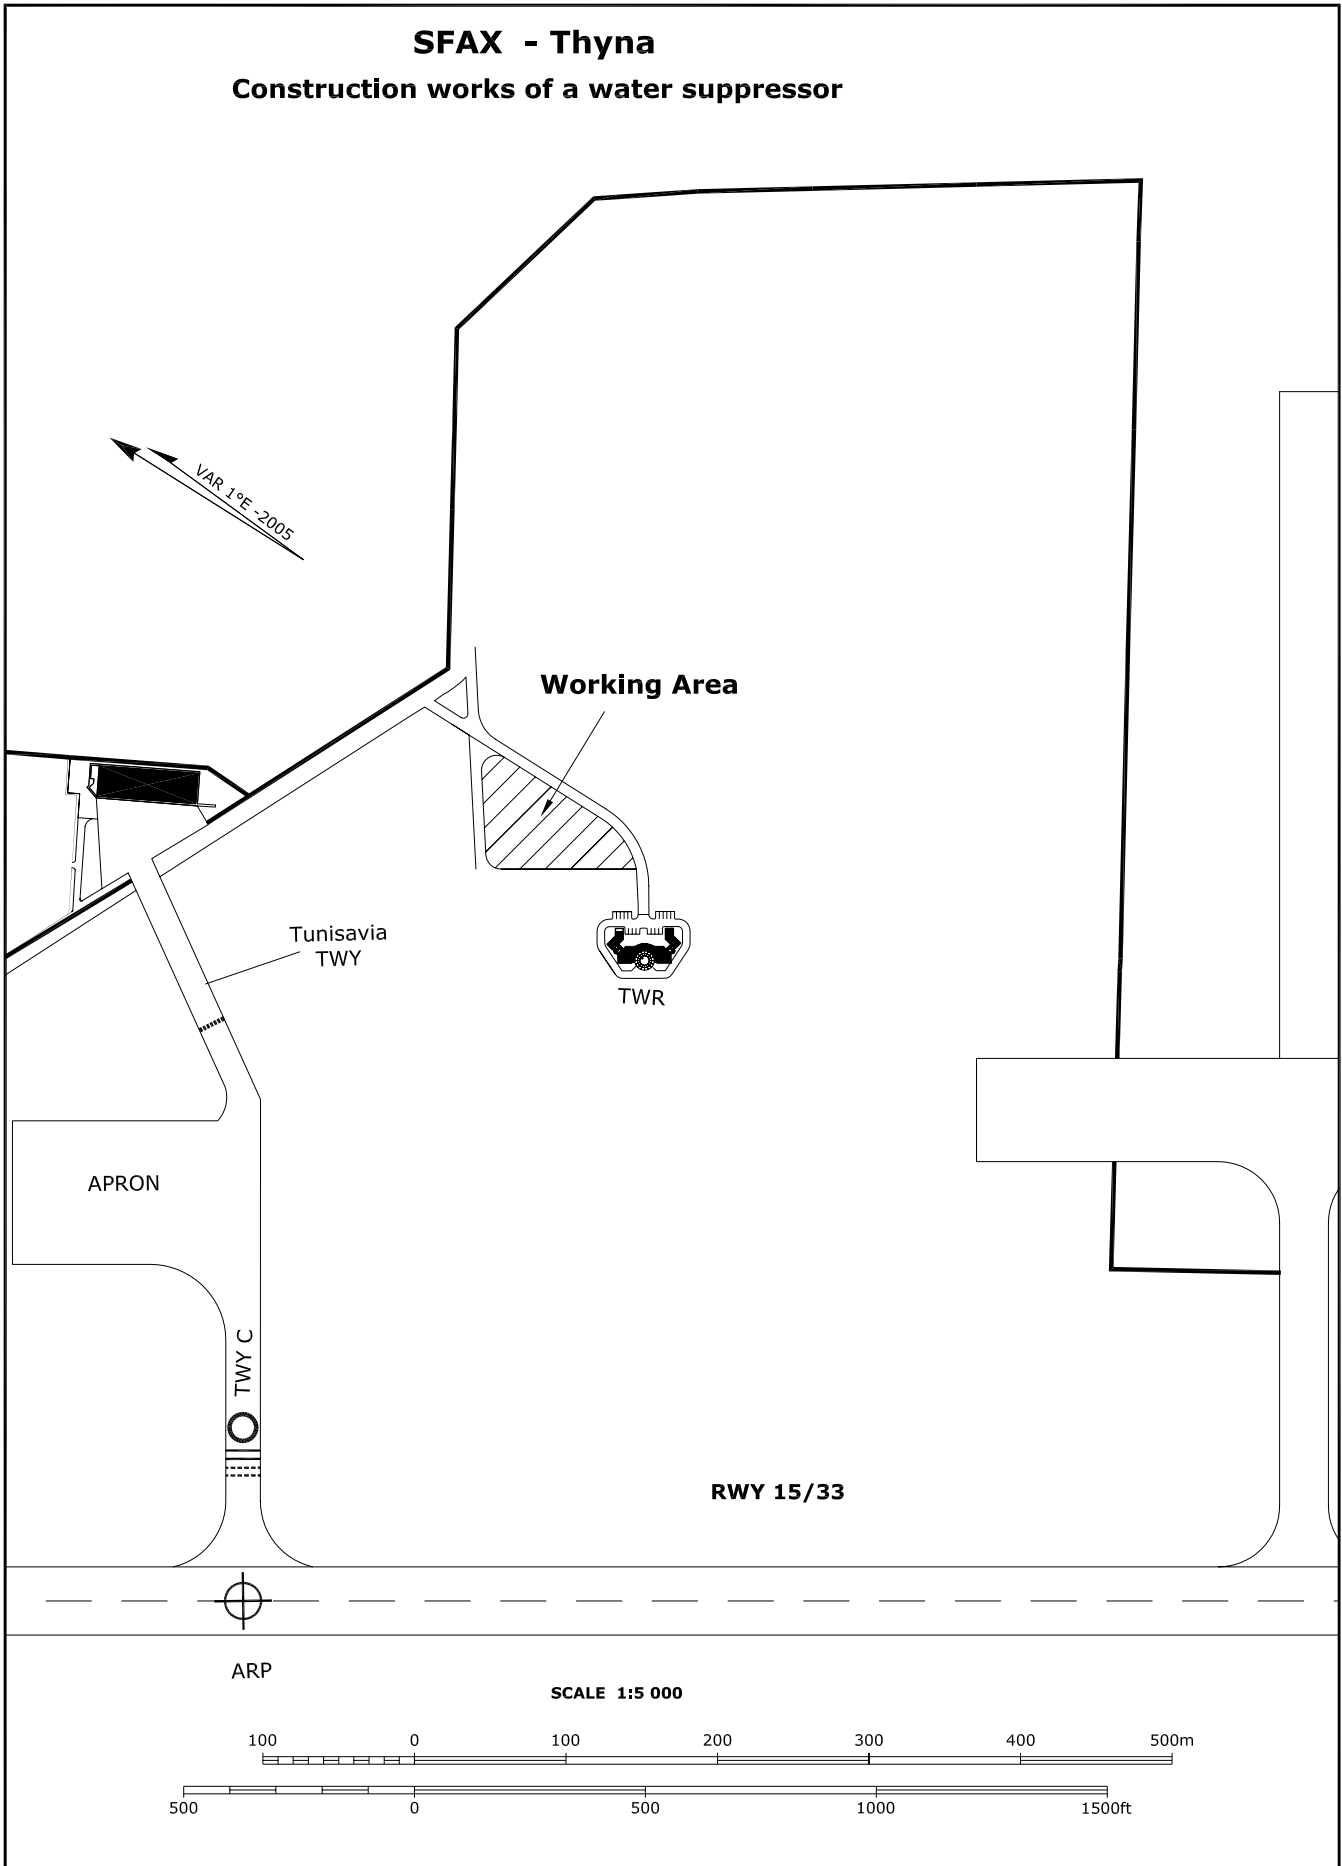 SFAX - Thyna
Construction works of a water suppressor
VAR 1°E -2005
Working Area
Tunisavia
TWY
TWR
APRON
TWY C
RWY 15/33
ARP
SCALE 1:5 000
100 0 100 200 300 400 500m
500 0 500 1000 1500ft